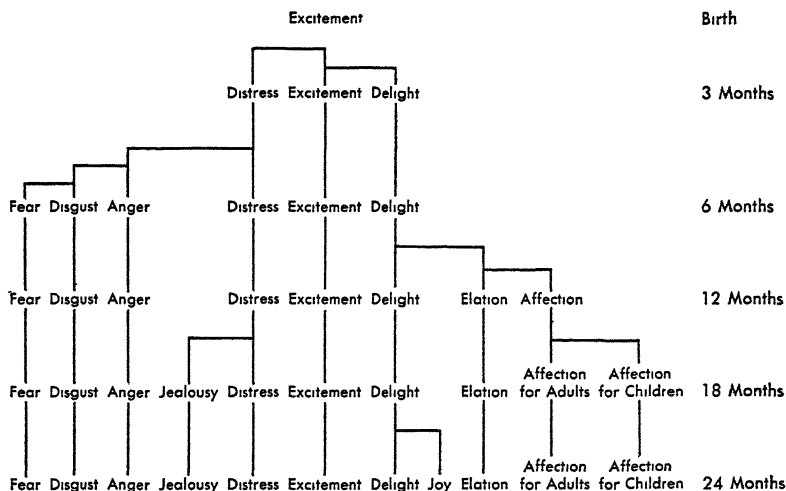 Excitement Birth
Distress Excitement Delight 3 Months
Fear Disgust Anger Distress Excitement Delight 6 Months
Fear Disgust Anger Distress Excitement Delight Elation Affection 12 Months
Fear Disgust Anger Jealousy Distress Excitement Delight Elation Affection for Adults Affection for Children 18 Months
Fear Disgust Anger Jealousy Distress Excitement Delight Joy Elation Affection for Adults Affection for Children 24 Months